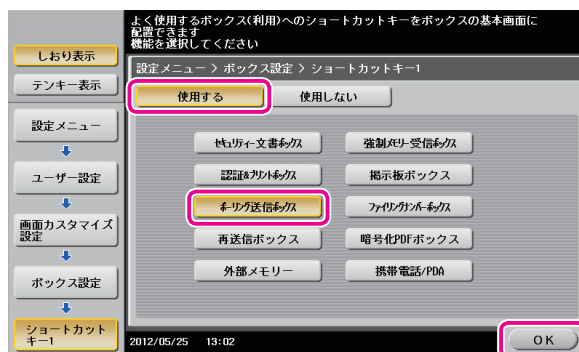 よく使用するボックス(利用)へのショートカットキーをボックスの基本画面に
配置できます
機能を選択してください
しおり表示
テンキー表示
設定メニュー
ユーザー設定
画面カスタマイズ
設定
ボックス設定
ショートカット
キー1
設定メニュー > ボックス設定 > ショートカットキー1
使用する
使用しない
セキュリティー文書ボックス
強制メモリー受信ボックス
認証&プリントボックス
掲示板ボックス
ポーリング送信ボックス
ファイリングナンバーボックス
再送信ボックス
暗号化PDFボックス
外部メモリー
携帯電話/PDA
2012/05/25 13:02
OK